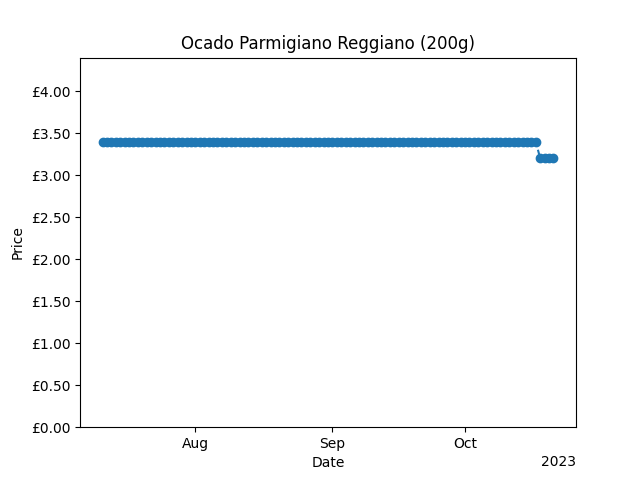 Ocado Parmigiano Reggiano (200g)
£4.00
£3.50
£3.00
£2.50
£2.00
£1.50
£1.00
£0.50
£0.00
Price
Aug Sep Oct
Date
2023